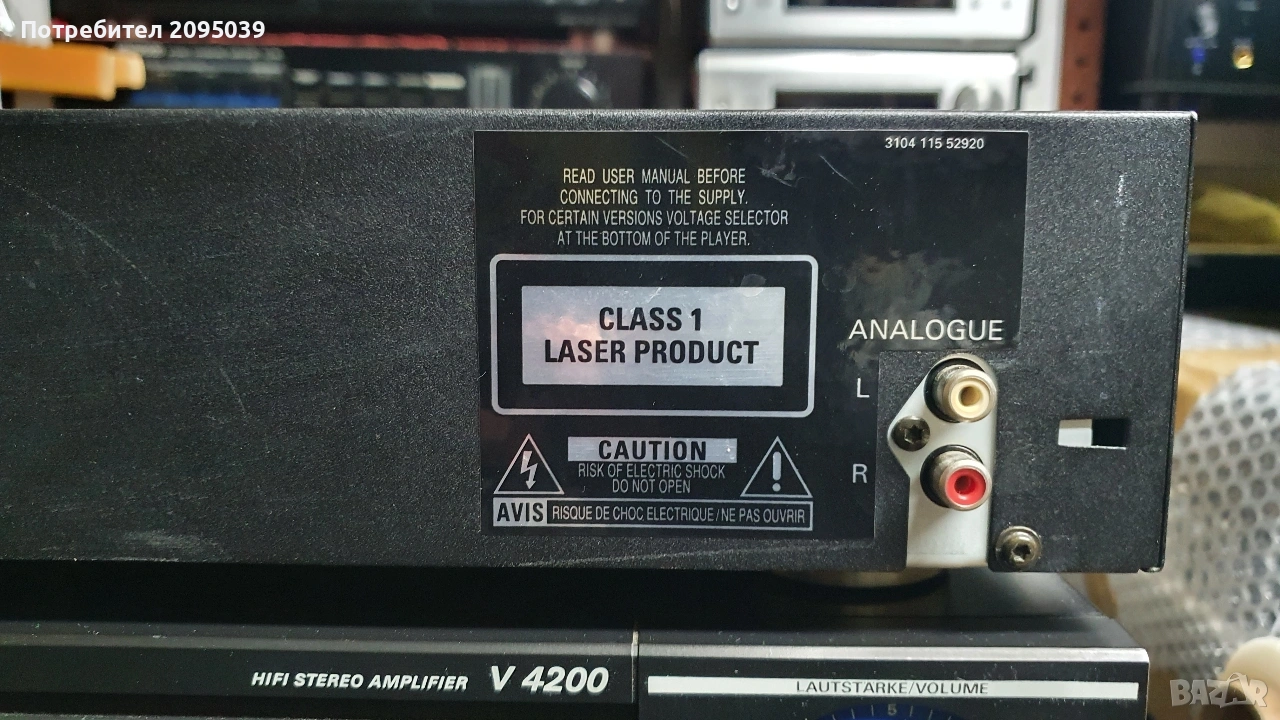 Потребител 2095039
3104 115 52920
READ USER MANUAL BEFORE
CONNECTING TO THE SUPPLY.
FOR CERTAIN VERSIONS VOLTAGE SELECTOR
AT THE BOTTOM OF THE PLAYER.
CLASS 1
LASER PRODUCT
ANALOGUE
L
R
CAUTION
RISK OF ELECTRIC SHOCK
DO NOT OPEN
AVIS RISQUE DE CHOC ELECTRIQUE/NE PAS OUVRIR
HIFI STEREO AMPLIFIER V 4200
LAUTSTÄRKE/VOLUME
5
BAZAR